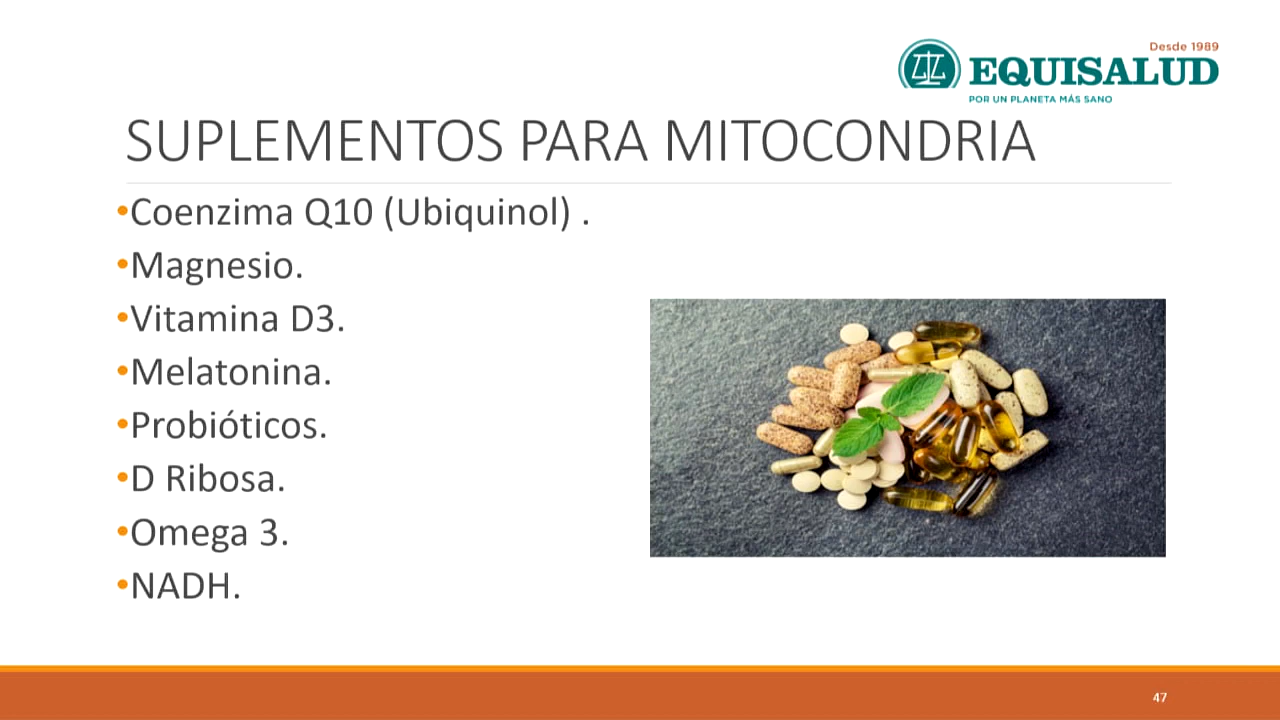 Desde 1989
EQUISALUD
POR UN PLANETA MÁS SANO
SUPLEMENTOS PARA MITOCONDRIA
•Coenzima Q10 (Ubiquinol) .
•Magnesio.
•Vitamina D3.
•Melatonina.
•Probióticos.
•D Ribosa.
•Omega 3.
•NADH.
47